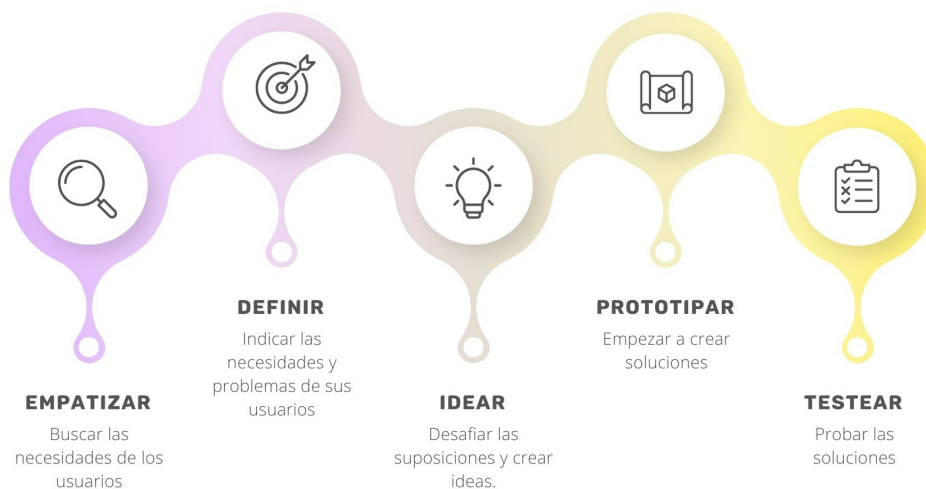 EMPATIZAR
Buscar las
necesidades de los
usuarios
DEFINIR
Indicar las
necesidades y
problemas de sus
usuarios
IDEAR
Desafiar las
suposiciones y crear
ideas.
PROTOTIPAR
Empezar a crear
soluciones
TESTEAR
Probar las
soluciones